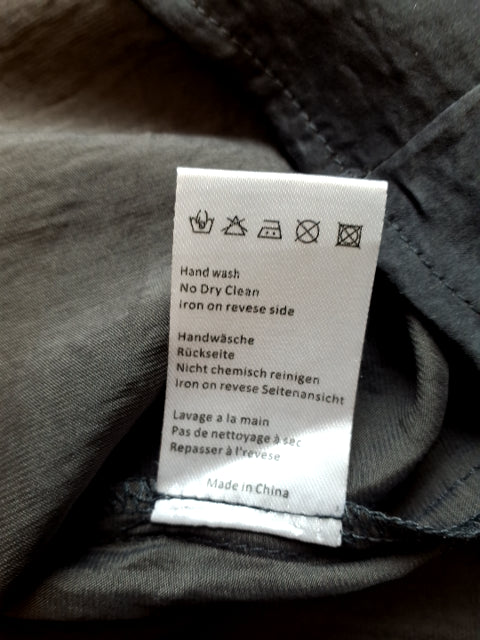 Hand wash
No Dry Clean
Iron on revese side
Handwäsche
Rückseite
Nicht chemisch reinigen
Iron on revese Seitenansicht
Lavage a la main
Pas de nettoyage à sec
Repasser à l'revese
Made in China